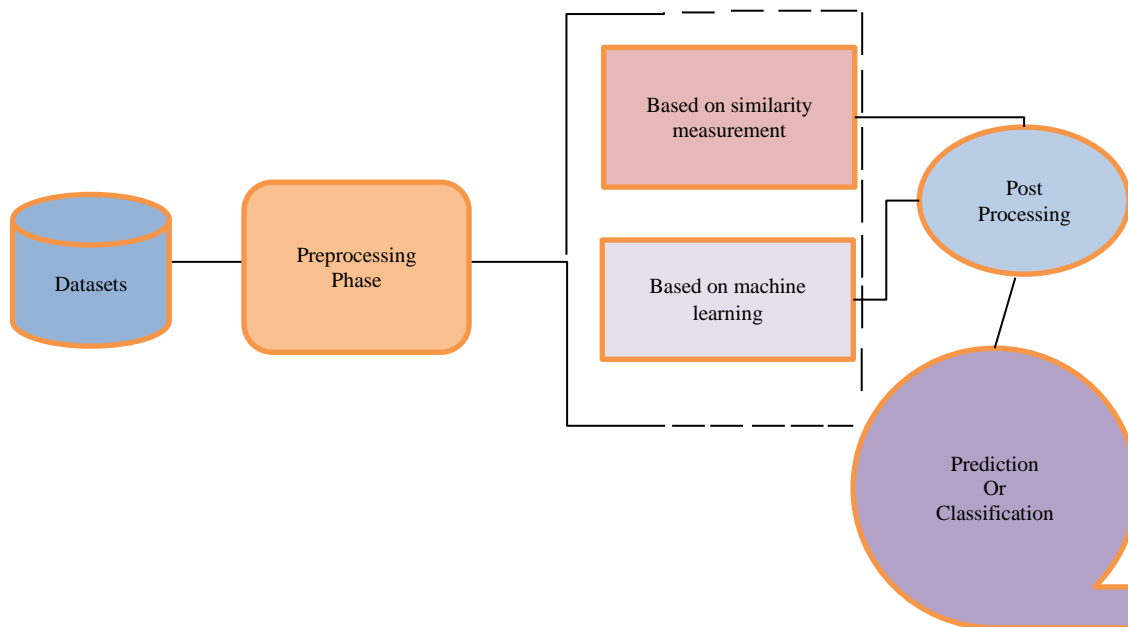 Datasets
Preprocessing
Phase
Based on similarity
measurement
Based on machine
learning
Post
Processing
Prediction
Or
Classification